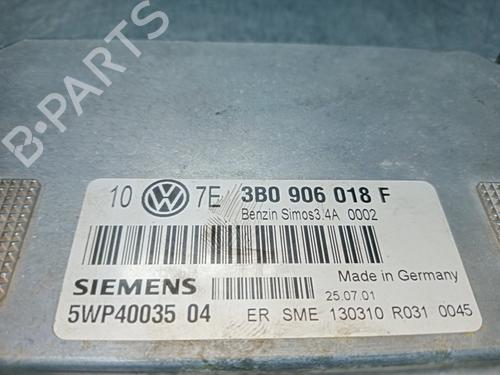 B-PARTS
10 VW 7E 3B0 906 018 F
Benzin Simos3.4A 0002
SIEMENS
Made in Germany
25.07.01
5WP40035 04 ER SME 130310 R031 0045